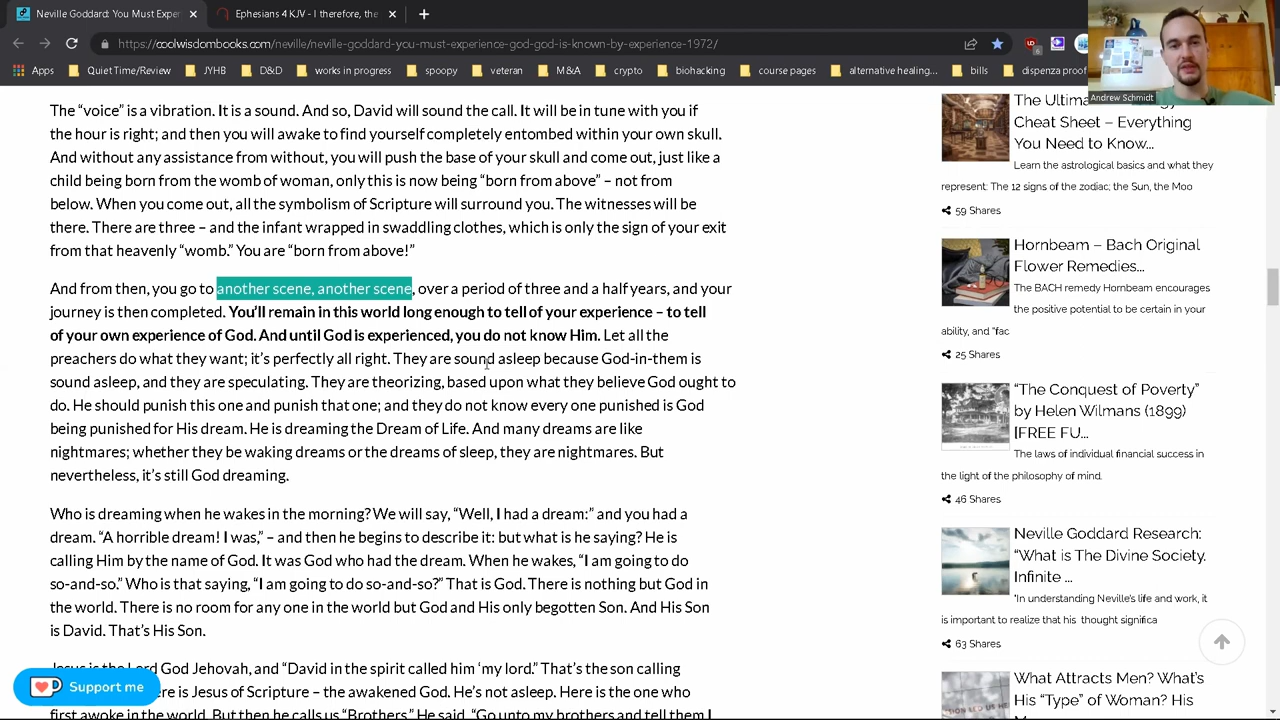 Neville Goddard: You Must Exper
Ephesians 4 KJV - I therefore, the
https://coolwisdombooks.com/neville/neville-goddard-you-must-experience-god-god-is-known-by-experience-1972/
Apps
Quiet Time/Review
JYHB
JQ&D
bills
dispenza proof
Andrew Schmidt
The “voice” is a vibration. It is a sound. And so, David
It will be in tune with you if
the hour is right; and then you will awake to find yourself completely entombed within your own skull.
And without any assistance from without, you will push the base of your skull and come out, just like a
child being born from the womb of woman, only this is now being “born from above” – not from
below. When you come out, all the symbolism of Scripture will surround you. The witnesses will be
there. There are three – and the infant wrapped in swaddling clothes, which is only the sign of your exit
from that heavenly “womb.” You are “born from above!”
And from then, you go to another scene, another scene, over a period of three and a half years, and your
journey is then completed. You’ll remain in this world long enough to tell of your experience – to tell
of your own experience of God. And until God is experienced, you do not know Him. Let all the
preachers do what they want; it’s perfectly all right. They are sound asleep because God-in-them is
sound asleep, and they are speculating. They are theorizing, based upon what they believe God ought to
do. He should punish this one and punish that one; and they do not know every one punished is God
being punished for His dream. He is dreaming the Dream of Life. And many dreams are like
nightmares, whether they be
dreams of sleep,
nightmares. But
nevertheless, it’s still God dreaming.
Who is dreaming when he wakes in the morning? We will say, “Well, I had a dream:” and you had a
dream. “A horrible dream! I was” – and then he begins to describe it: but what is he saying? He is
calling Him by the name of God. It was God who had the dream. When he wakes, “I am going to do
so-and-so.” Who is that saying, “I am going to do so-and-so?” That is God. There is nothing but God in
the world. There is no room for any one in the world but God and His only begotten Son. And His Son
is David. That’s His Son.
Jesus is the Lord God Jehovah, and “David in the spirit called him ‘my lord.” That’s the son calling
ere is Jesus of Scripture – the awakened God. He’s not asleep. Here is the one who
first awoke in the world. But
us “Brothers.” He said, “Go unto my brothers and tell them I
Support me
The Ultima
Cheat Sheet – Everything
You Need to Know...
Learn the astrological basics and what they
represent: The 12 signs of the zodiac; the Sun, the Moo
59 Shares
Hornbeam – Bach Original
Flower Remedies...
The BACH remedy Hornbeam encourages
the positive potential to be certain in your
ability, and “fac
25 Shares
“The Conquest of Poverty”
by Helen Wilmans (1899)
[FREE FU...
The laws of individual financial success in
the light of the philosophy of mind.
46 Shares
Neville Goddard Research:
“What is The Divine Society,
Infinite ...
“In understanding Neville’s life and work, it
is important to realize that his thought significa
63 Shares
What Attracts Men? What’s
His “Type” of Woman? His